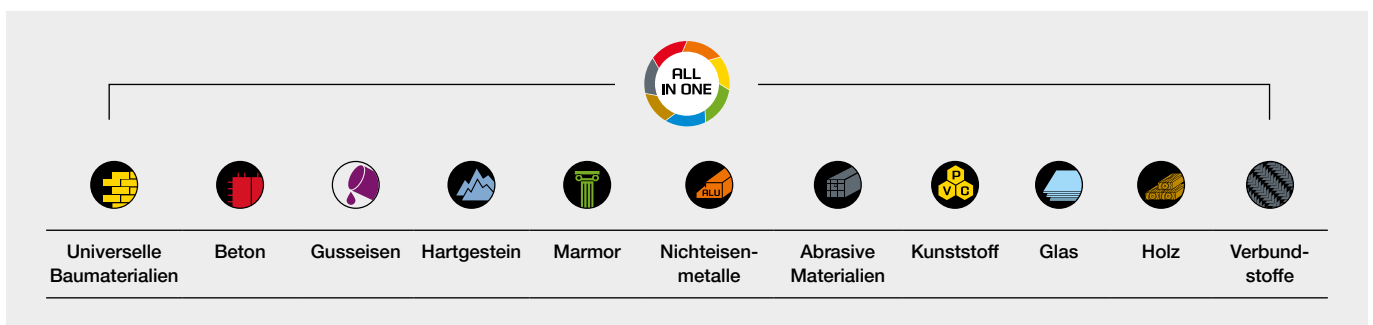 ALL
IN ONE
ALU
P
V C
Universelle
Baumaterialien
Beton
Gusseisen
Hartgestein
Marmor
Nichteisen-
metalle
Abrasive
Materialien
Kunststoff
Glas
Holz
Verbund-
stoffe